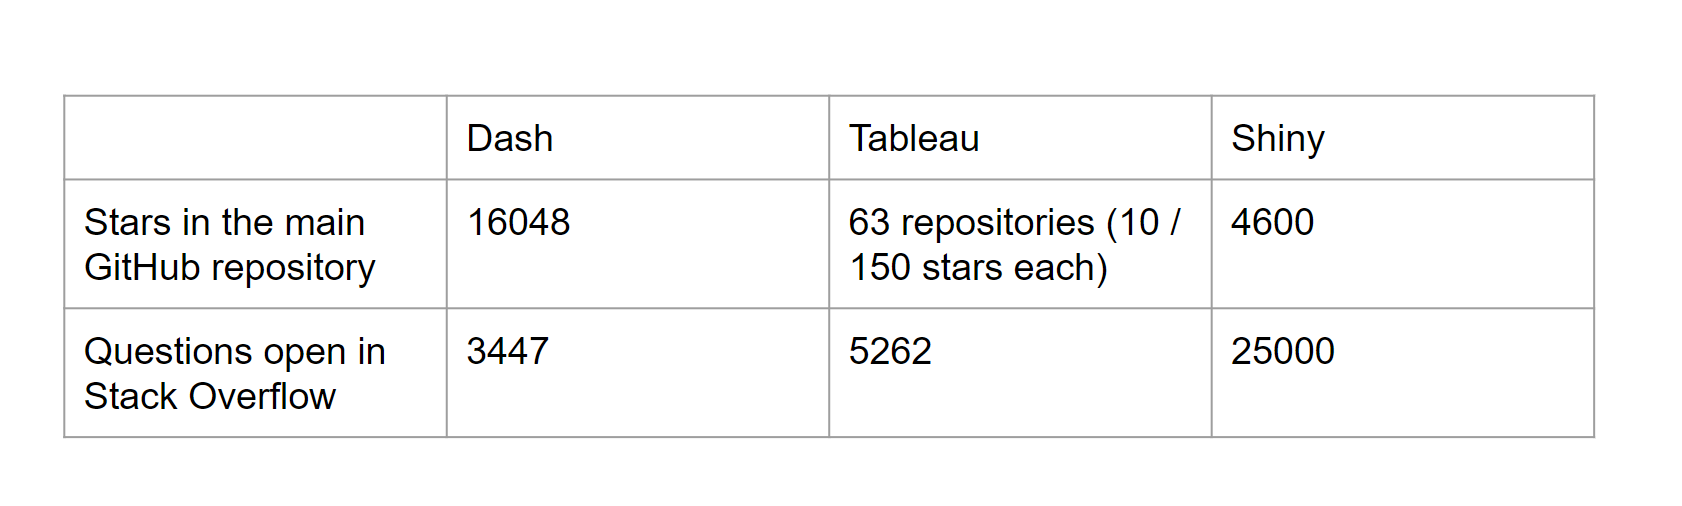 Dash Tableau Shiny
Stars in the main
GitHub repository
16048
63 repositories (10 /
150 stars each)
4600
Questions open in
Stack Overflow
3447
5262
25000